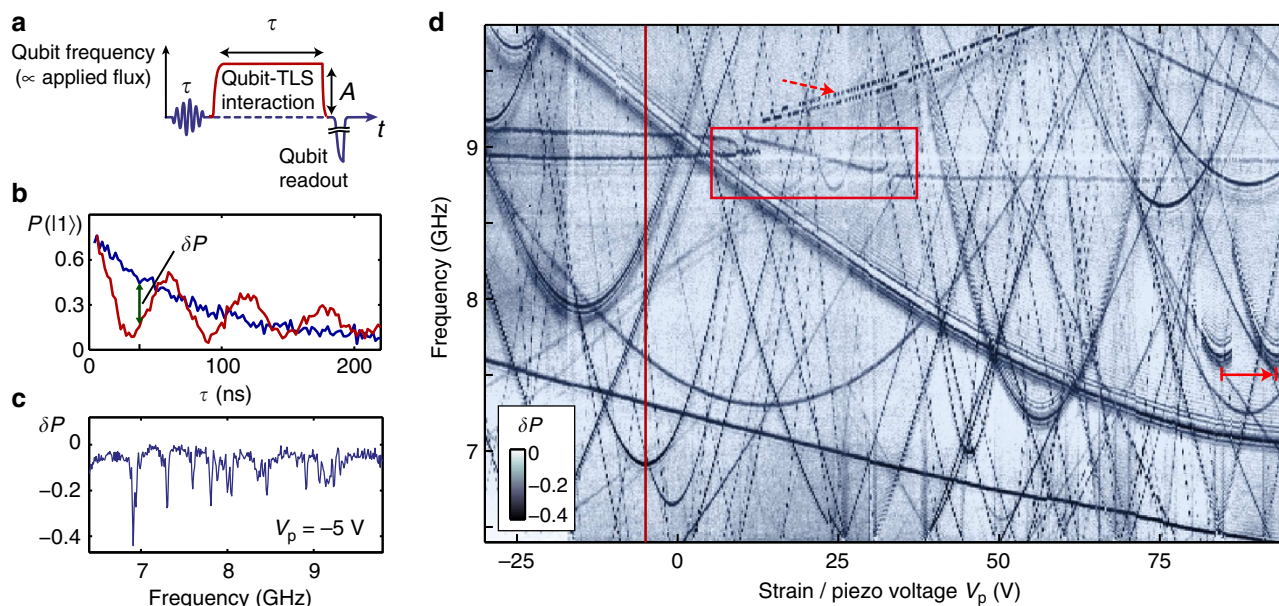 a
Qubit frequency
(∝ applied flux)
τ
τ
Qubit-TLS
interaction
A
t
Qubit
readout
b
P(|1⟩)
δP
0.6
0.3
0
0
100
200
τ (ns)
c
δP
0
−0.2
−0.4
Vp = −5 V
7
8
9
Frequency (GHz)
d
Frequency (GHz)
9
8
7
δP
0
−0.2
−0.4
−25
0
25
50
75
Strain / piezo voltage Vp (V)